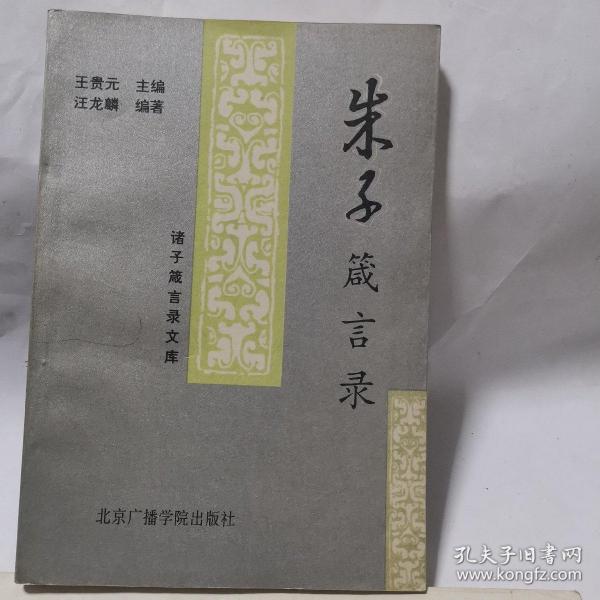 王贵元 主编
汪龙麟 编著
朱子箴言录
诸子箴言录文库
北京广播学院出版社
孔夫子旧书网
www.kongfz.com